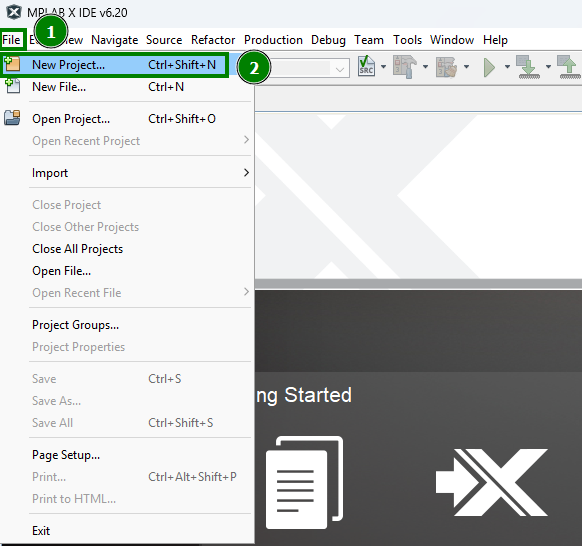 MPLAB X IDE v6.20
File View Navigate Source Refactor Production Debug Team Tools Window Help
1
New Project... Ctrl+Shift+N
2
SRC
New File... Ctrl+N
Open Project... Ctrl+Shift+O
Open Recent Project
Import
Close Project
Close Other Projects
Close All Projects
Open File...
Open Recent File
Project Groups...
Project Properties
Save Ctrl+S
Save As...
Save All Ctrl+Shift+S
ng Started
Page Setup...
Print... Ctrl+Alt+Shift+P
Print to HTML...
Exit